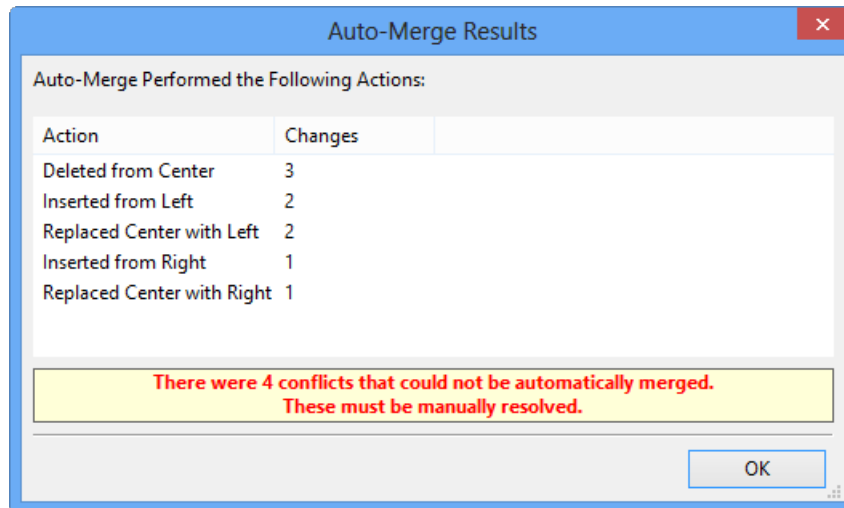 Auto-Merge Results
Auto-Merge Performed the Following Actions:
Action Changes
Deleted from Center 3
Inserted from Left 2
Replaced Center with Left 2
Inserted from Right 1
Replaced Center with Right 1
There were 4 conflicts that could not be automatically merged.
These must be manually resolved.
OK